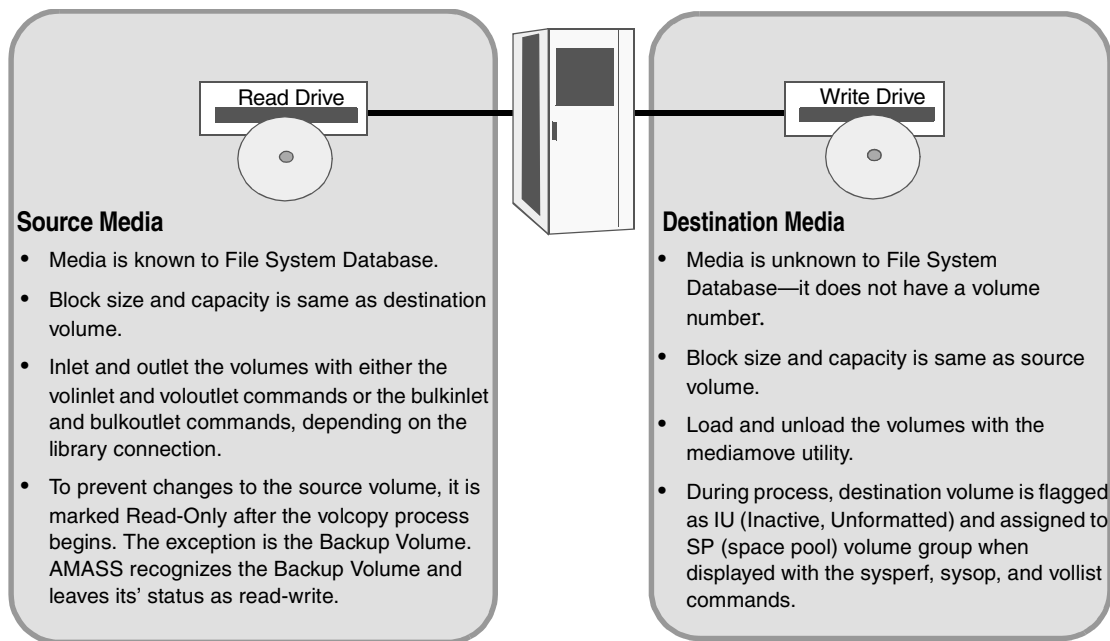 Read Drive
Write Drive
Source Media
• Media is known to File System Database.
• Block size and capacity is same as destination
volume.
• Inlet and outlet the volumes with either the
volinlet and voloutlet commands or the bulkinlet
and bulkoutlet commands, depending on the
library connection.
• To prevent changes to the source volume, it is
marked Read-Only after the volcopy process
begins. The exception is the Backup Volume.
AMASS recognizes the Backup Volume and
leaves its’ status as read-write.
Destination Media
• Media is unknown to File System
Database—it does not have a volume
number.
• Block size and capacity is same as source
volume.
• Load and unload the volumes with the
mediamove utility.
• During process, destination volume is flagged
as IU (Inactive, Unformatted) and assigned to
SP (space pool) volume group when
displayed with the sysperf, sysop, and vollist
commands.